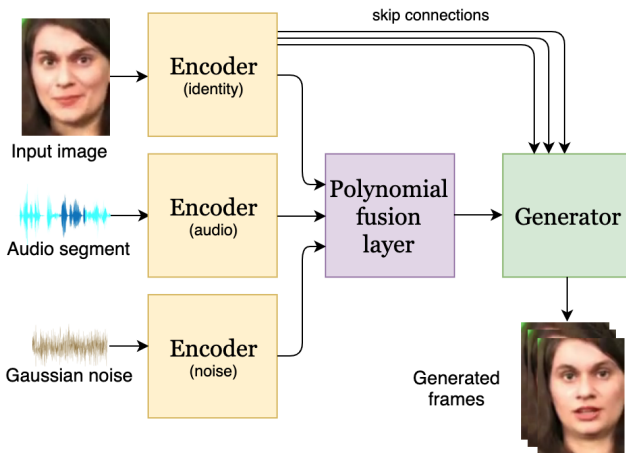 skip connections
Encoder
(identity)
Input image
Encoder
(audio)
Audio segment
Polynomial
fusion
layer
Generator
Encoder
(noise)
Gaussian noise
Generated
frames